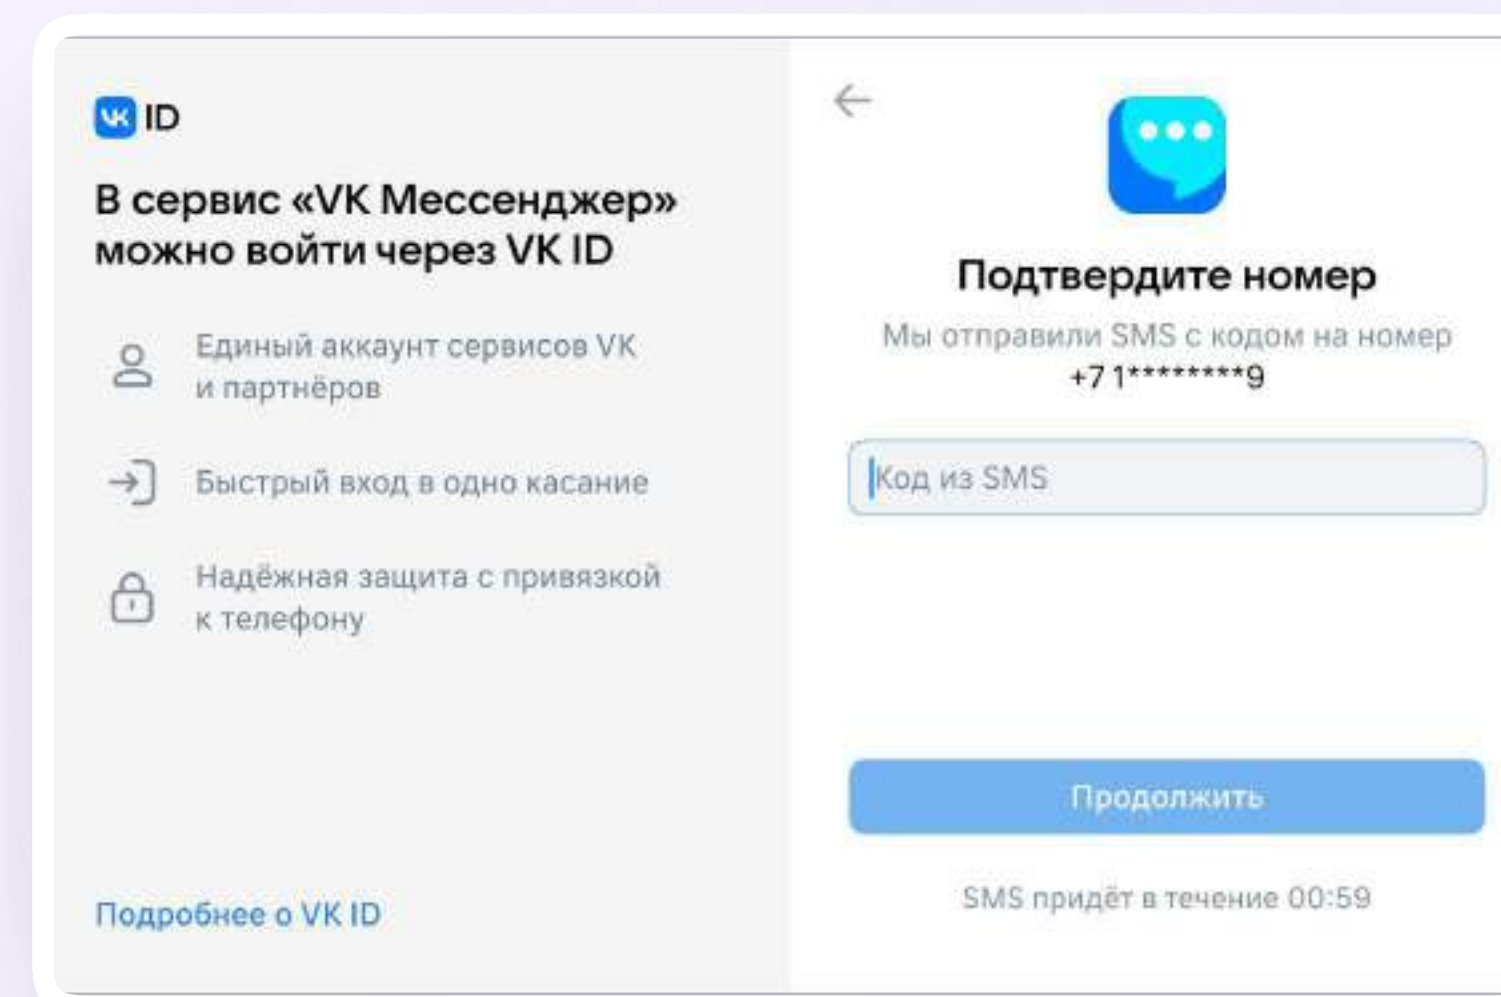 VK ID
В сервис «VK Мессенджер»
можно войти через VK ID
Единый аккаунт сервисов VK
и партнёров
Быстрый вход в одно касание
Надёжная защита с привязкой
к телефону
Подробнее о VK ID
Подтвердите номер
Мы отправили SMS с кодом на номер
+7 1********9
Код из SMS
Продолжить
SMS придёт в течение 00:59